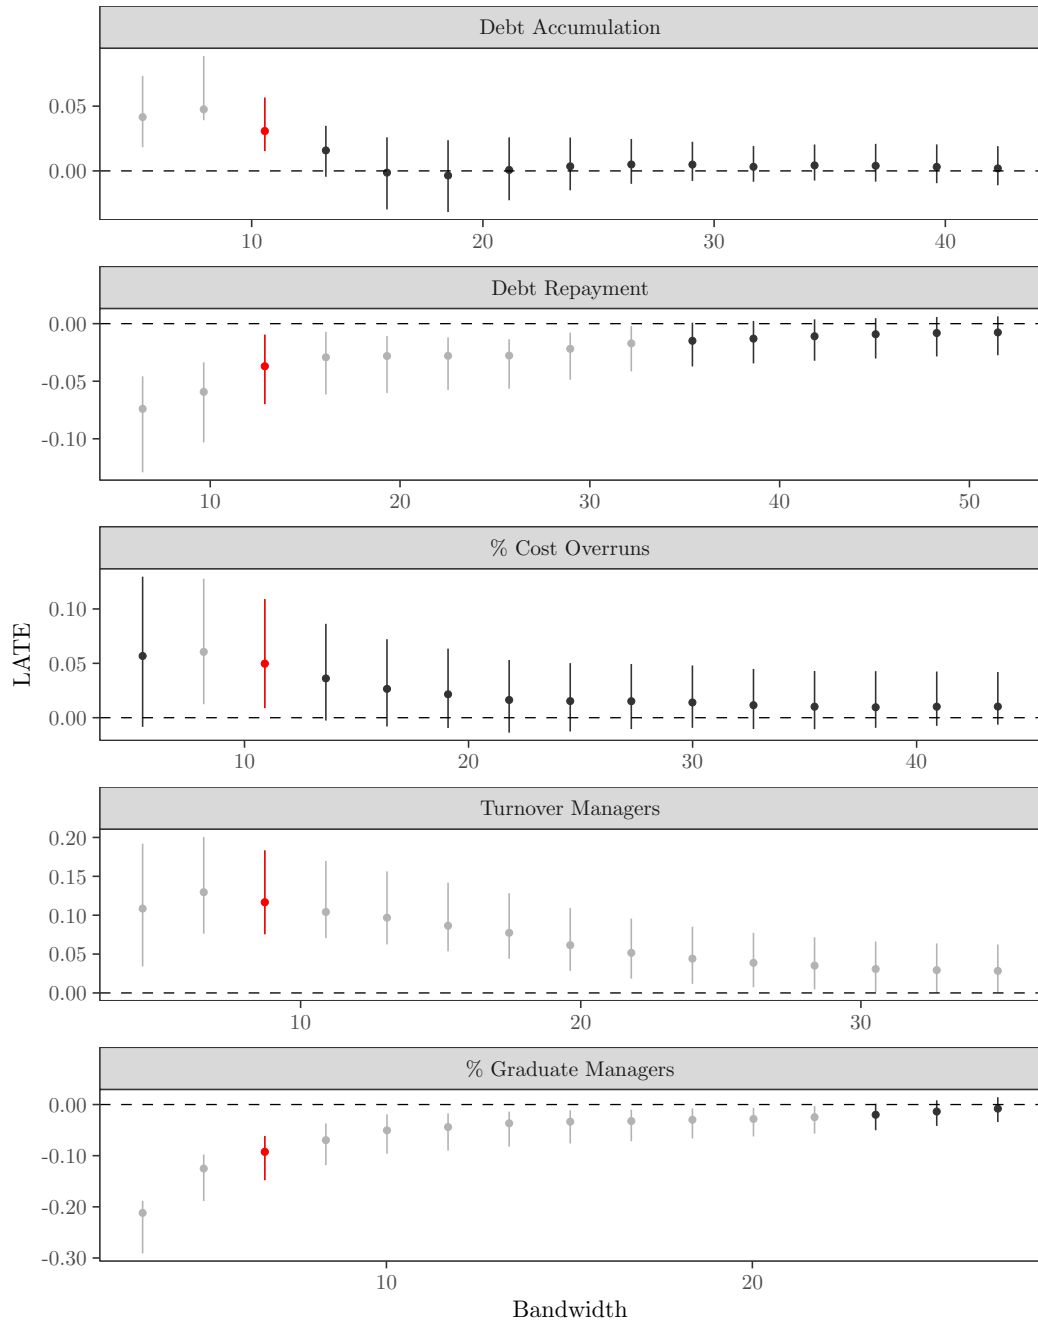 Debt Accumulation
0.05
0.00
10 20 30 40
Debt Repayment
0.00
-0.05
-0.10
10 20 30 40 50
% Cost Overruns
0.10
0.05
0.00
10 20 30 40
LATE
Turnover Managers
0.20
0.15
0.10
0.05
0.00
10 20 30
% Graduate Managers
0.00
-0.10
-0.20
-0.30
10 20
Bandwidth